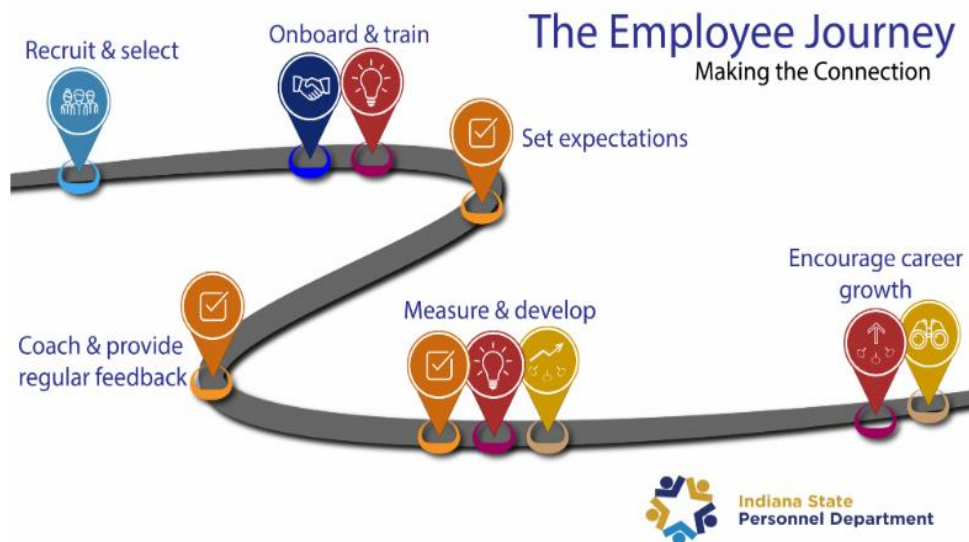 The Employee Journey
Making the Connection
Recruit & select
Onboard & train
Set expectations
Coach & provide
regular feedback
Measure & develop
Encourage career
growth
Indiana State
Personnel Department